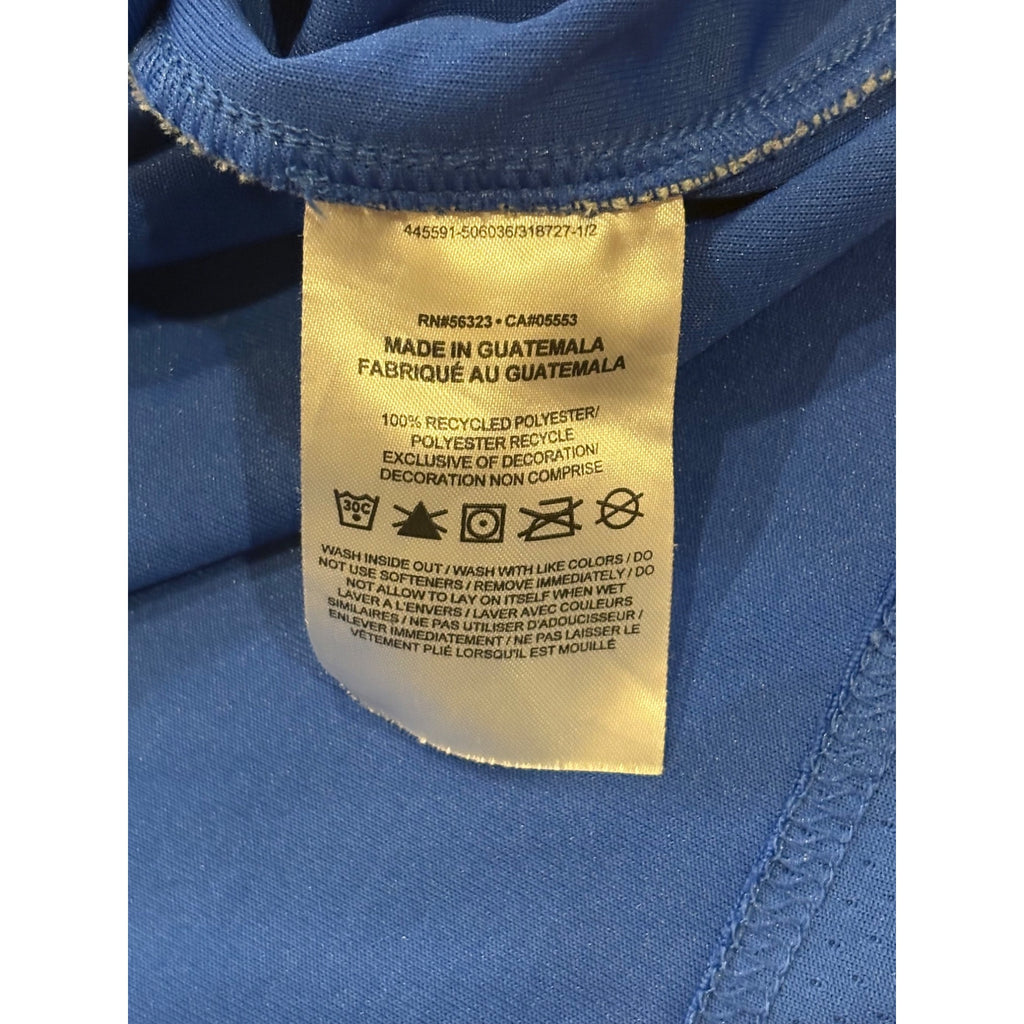 445591-506036/318727-1/2
RN#56323 • CA#05553
MADE IN GUATEMALA
FABRIQUÉ AU GUATEMALA
100% RECYCLED POLYESTER/
POLYESTER RECYCLE
EXCLUSIVE OF DECORATION/
DECORATION NON COMPRISE
30C
WASH INSIDE OUT / WASH WITH LIKE COLORS / DO
NOT USE SOFTENERS / REMOVE IMMEDIATELY / DO
NOT ALLOW TO LAY ON ITSELF WHEN WET
LAVER A L'ENVERS / LAVER AVEC COULEURS
SIMILAIRES / NE PAS UTILISER D'ADOUCISSEUR /
ENLEVER IMMEDIATEMENT / NE PAS LAISSER LE
VÊTEMENT PLIÉ LORSQU'IL EST MOUILLÉ